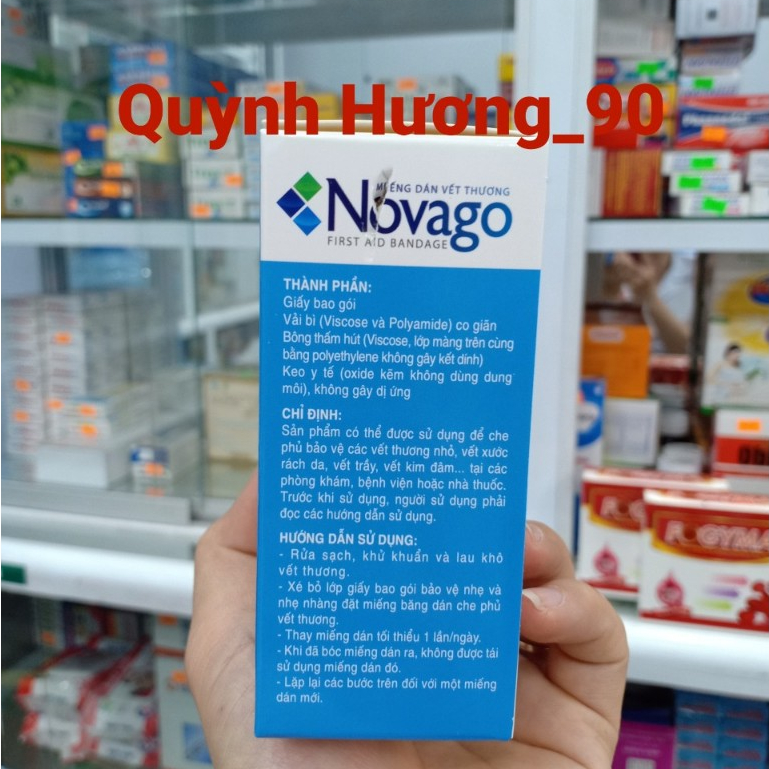 Quỳnh Hương_90
MIẾNG DÁN VẾT THƯƠNG
Novago
FIRST AID BANDAGE
THÀNH PHẦN:
Giấy bao gói
Vải bì (Viscose và Polyamide) co giãn
Bông thấm hút (Viscose, lớp màng trên cùng
bằng polyethylene không gây kết dính)
Keo y tế (oxide kẽm không dùng dung
môi), không gây dị ứng
CHỈ ĐỊNH:
Sản phẩm có thể được sử dụng để che
phủ bảo vệ các vết thương nhỏ, vết xước
rách da, vết trầy, vết kim đâm... tại các
phòng khám, bệnh viện hoặc nhà thuốc.
Trước khi sử dụng, người sử dụng phải
đọc các hướng dẫn sử dụng.
HƯỚNG DẪN SỬ DỤNG:
- Rửa sạch, khử khuẩn và lau khô
vết thương.
- Xé bỏ lớp giấy bao gói bảo vệ nhẹ và
nhẹ nhàng đặt miếng băng dán che phủ
vết thương.
- Thay miếng dán tối thiểu 1 lần/ngày.
- Khi đã bóc miếng dán ra, không được tái
sử dụng miếng dán đó.
- Lặp lại các bước trên đối với một miếng
dán mới.